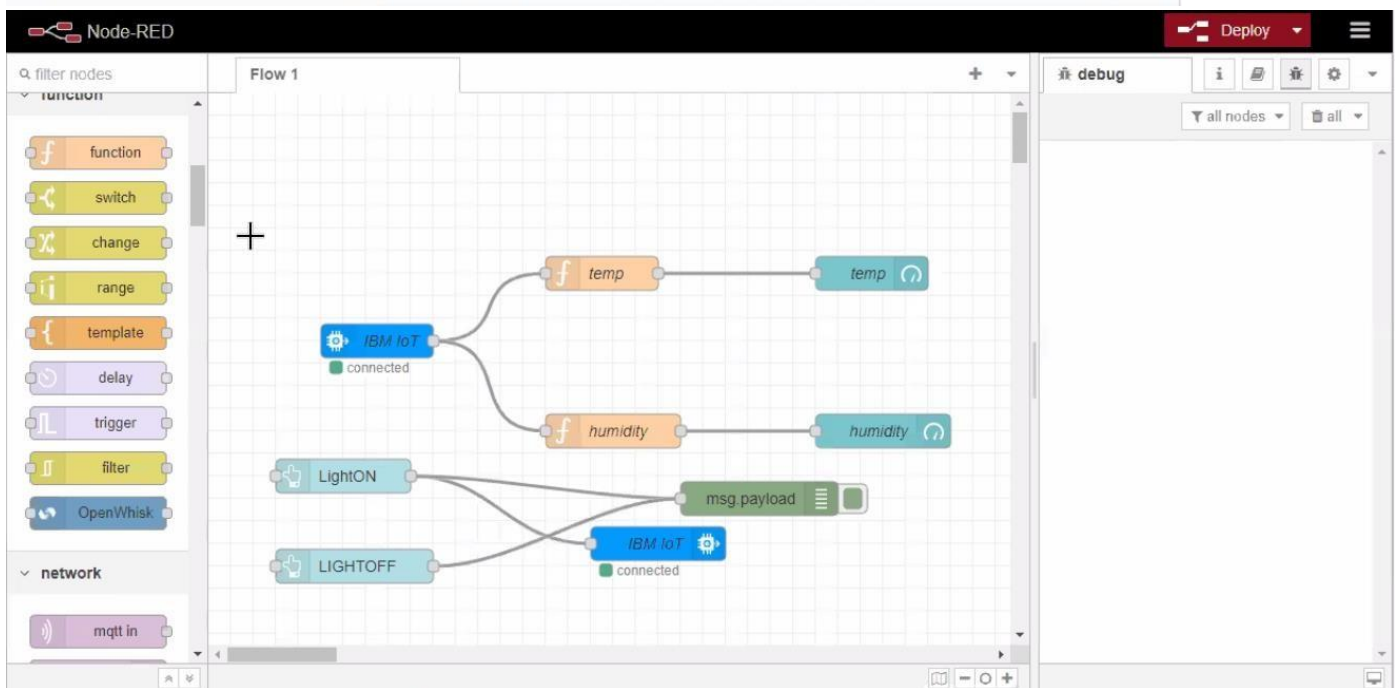 Node-RED
Deploy
filter nodes
Flow 1
debug
i
function
all nodes
all
function
switch
change
range
template
delay
trigger
filter
OpenWhisk
network
mqtt in
temp
temp
IBM IoT
connected
humidity
humidity
LightON
msg.payload
IBM IoT
connected
LIGHTOFF